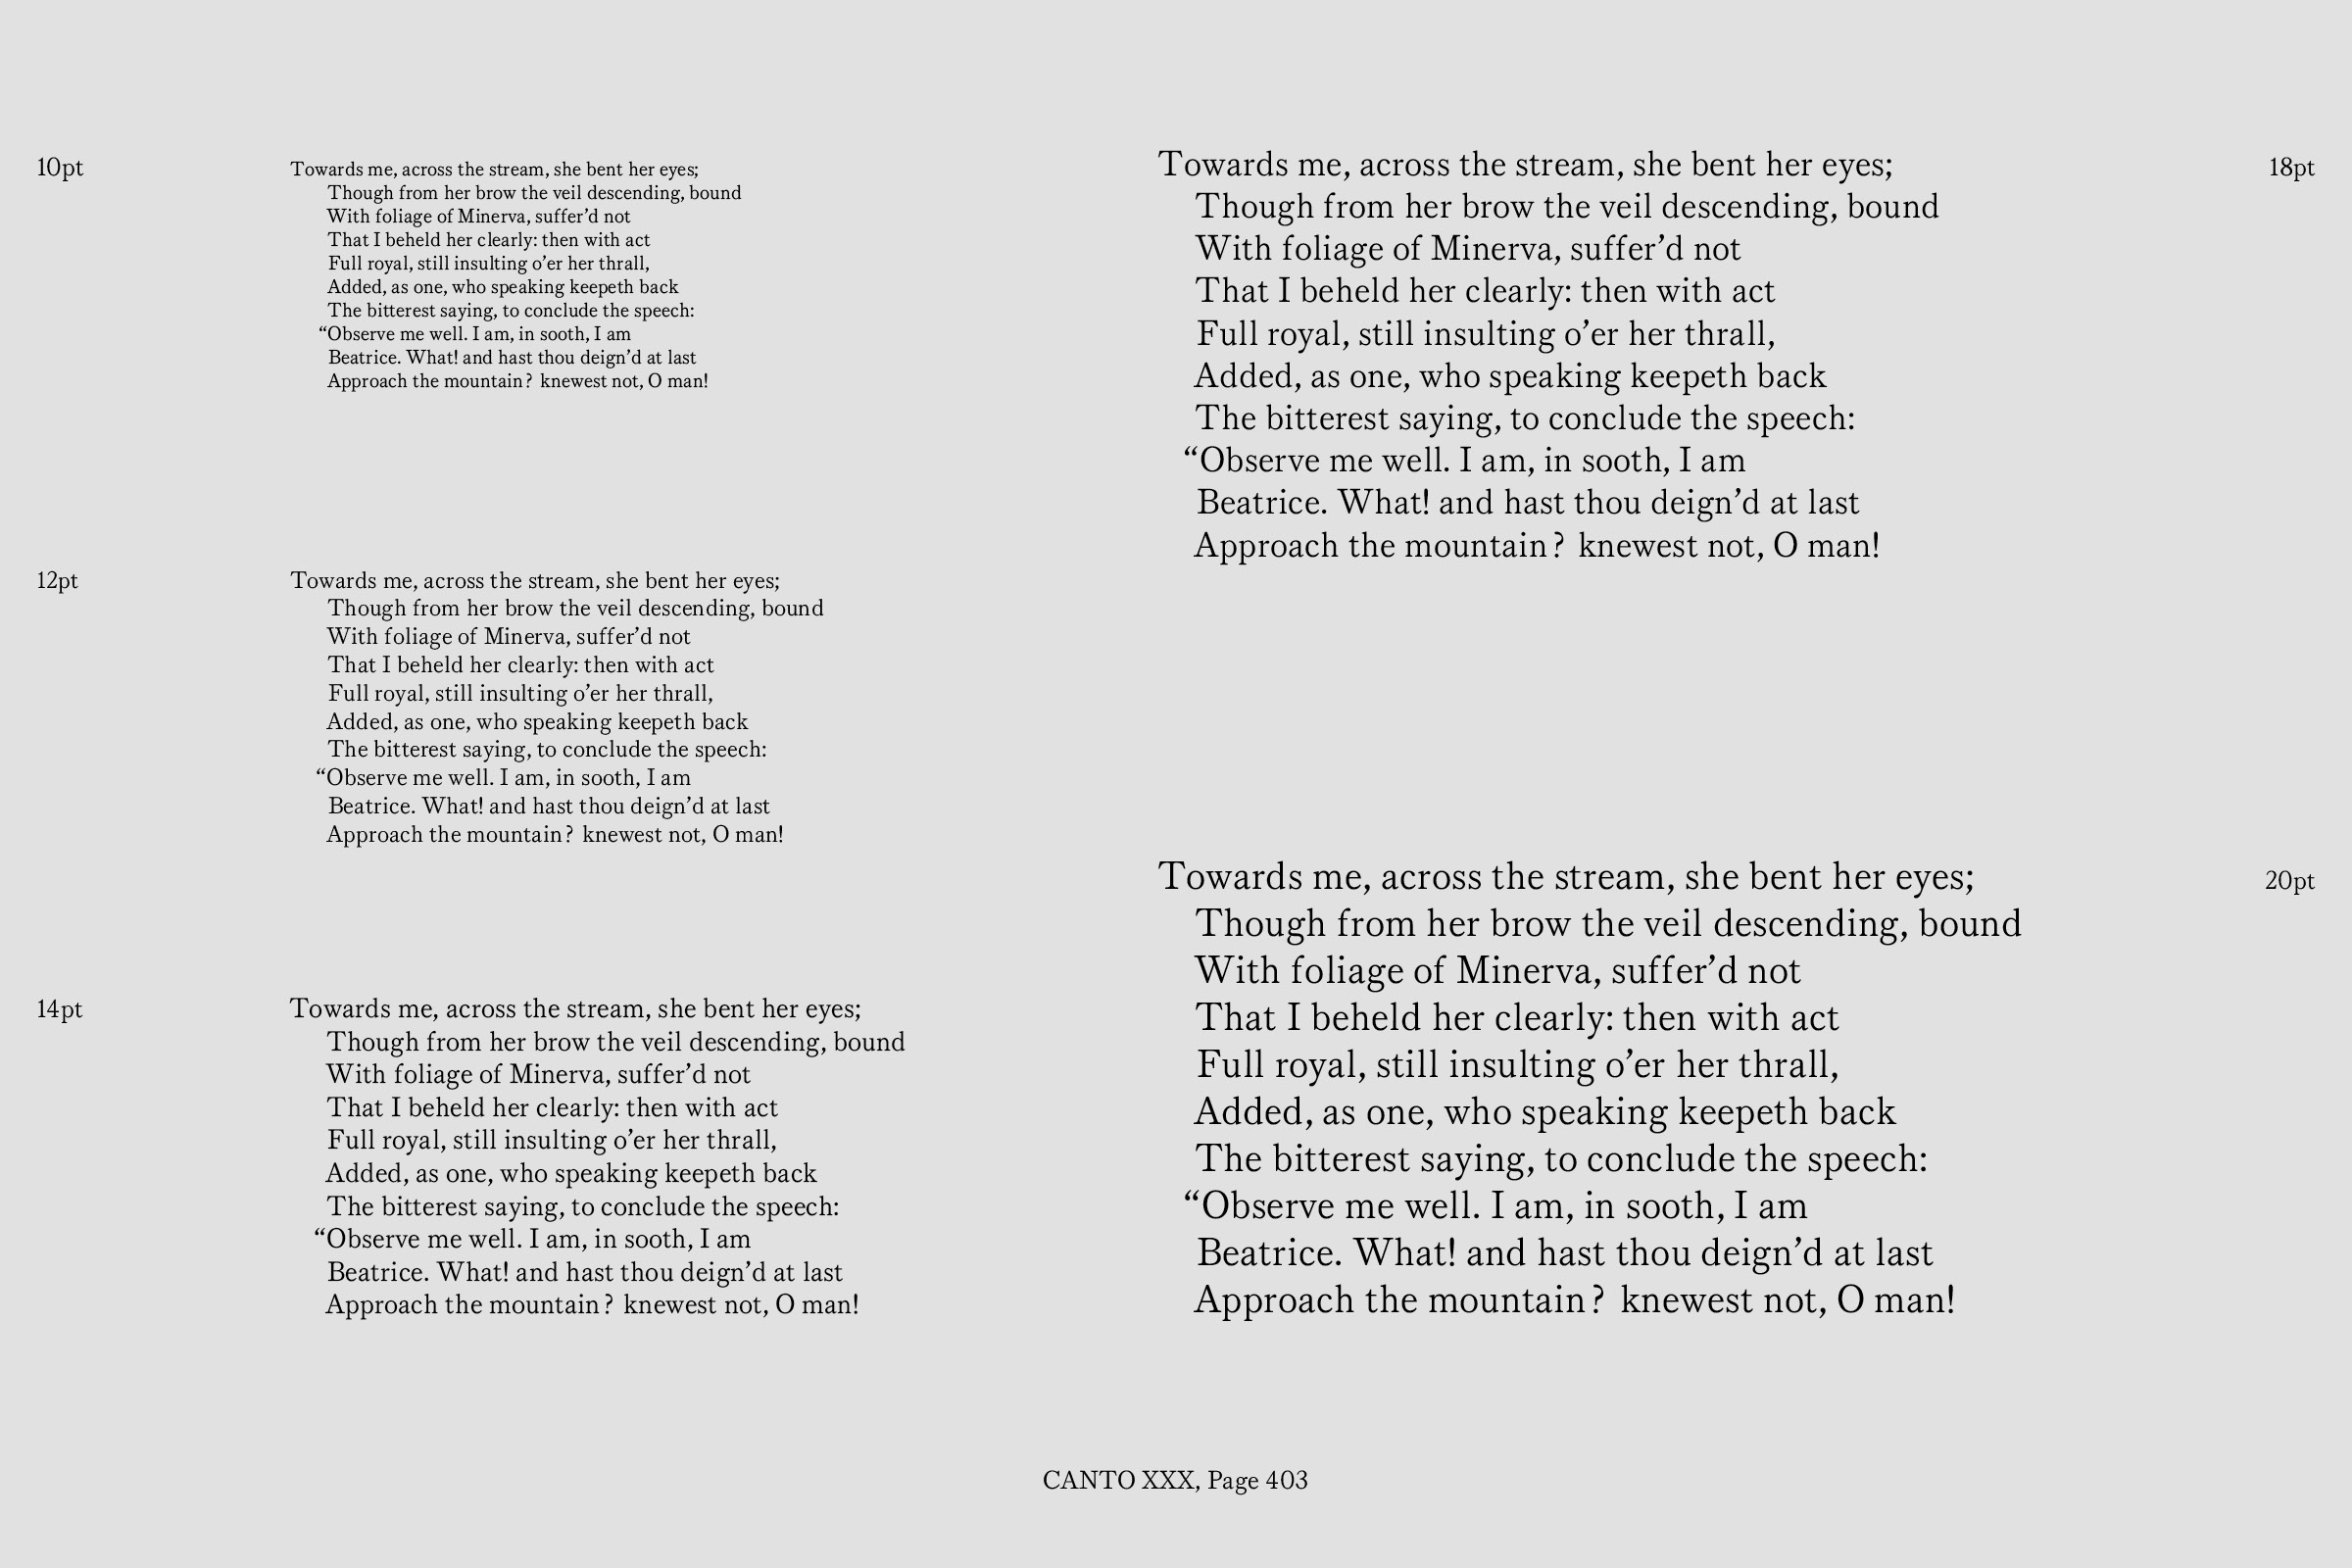 10pt
Towards me, across the stream, she bent her eyes;
Though from her brow the veil descending, bound
With foliage of Minerva, suffer’d not
That I beheld her clearly: then with act
Full royal, still insulting o’er her thrall,
Added, as one, who speaking keepeth back
The bitterest saying, to conclude the speech:
“Observe me well. I am, in sooth, I am
Beatrice. What! and hast thou deign’d at last
Approach the mountain? knewest not, O man!
12pt
Towards me, across the stream, she bent her eyes;
Though from her brow the veil descending, bound
With foliage of Minerva, suffer’d not
That I beheld her clearly: then with act
Full royal, still insulting o’er her thrall,
Added, as one, who speaking keepeth back
The bitterest saying, to conclude the speech:
“Observe me well. I am, in sooth, I am
Beatrice. What! and hast thou deign’d at last
Approach the mountain? knewest not, O man!
14pt
Towards me, across the stream, she bent her eyes;
Though from her brow the veil descending, bound
With foliage of Minerva, suffer’d not
That I beheld her clearly: then with act
Full royal, still insulting o’er her thrall,
Added, as one, who speaking keepeth back
The bitterest saying, to conclude the speech:
“Observe me well. I am, in sooth, I am
Beatrice. What! and hast thou deign’d at last
Approach the mountain? knewest not, O man!
18pt
Towards me, across the stream, she bent her eyes;
Though from her brow the veil descending, bound
With foliage of Minerva, suffer’d not
That I beheld her clearly: then with act
Full royal, still insulting o’er her thrall,
Added, as one, who speaking keepeth back
The bitterest saying, to conclude the speech:
“Observe me well. I am, in sooth, I am
Beatrice. What! and hast thou deign’d at last
Approach the mountain? knewest not, O man!
20pt
Towards me, across the stream, she bent her eyes;
Though from her brow the veil descending, bound
With foliage of Minerva, suffer’d not
That I beheld her clearly: then with act
Full royal, still insulting o’er her thrall,
Added, as one, who speaking keepeth back
The bitterest saying, to conclude the speech:
“Observe me well. I am, in sooth, I am
Beatrice. What! and hast thou deign’d at last
Approach the mountain? knewest not, O man!
CANTO XXX, Page 403